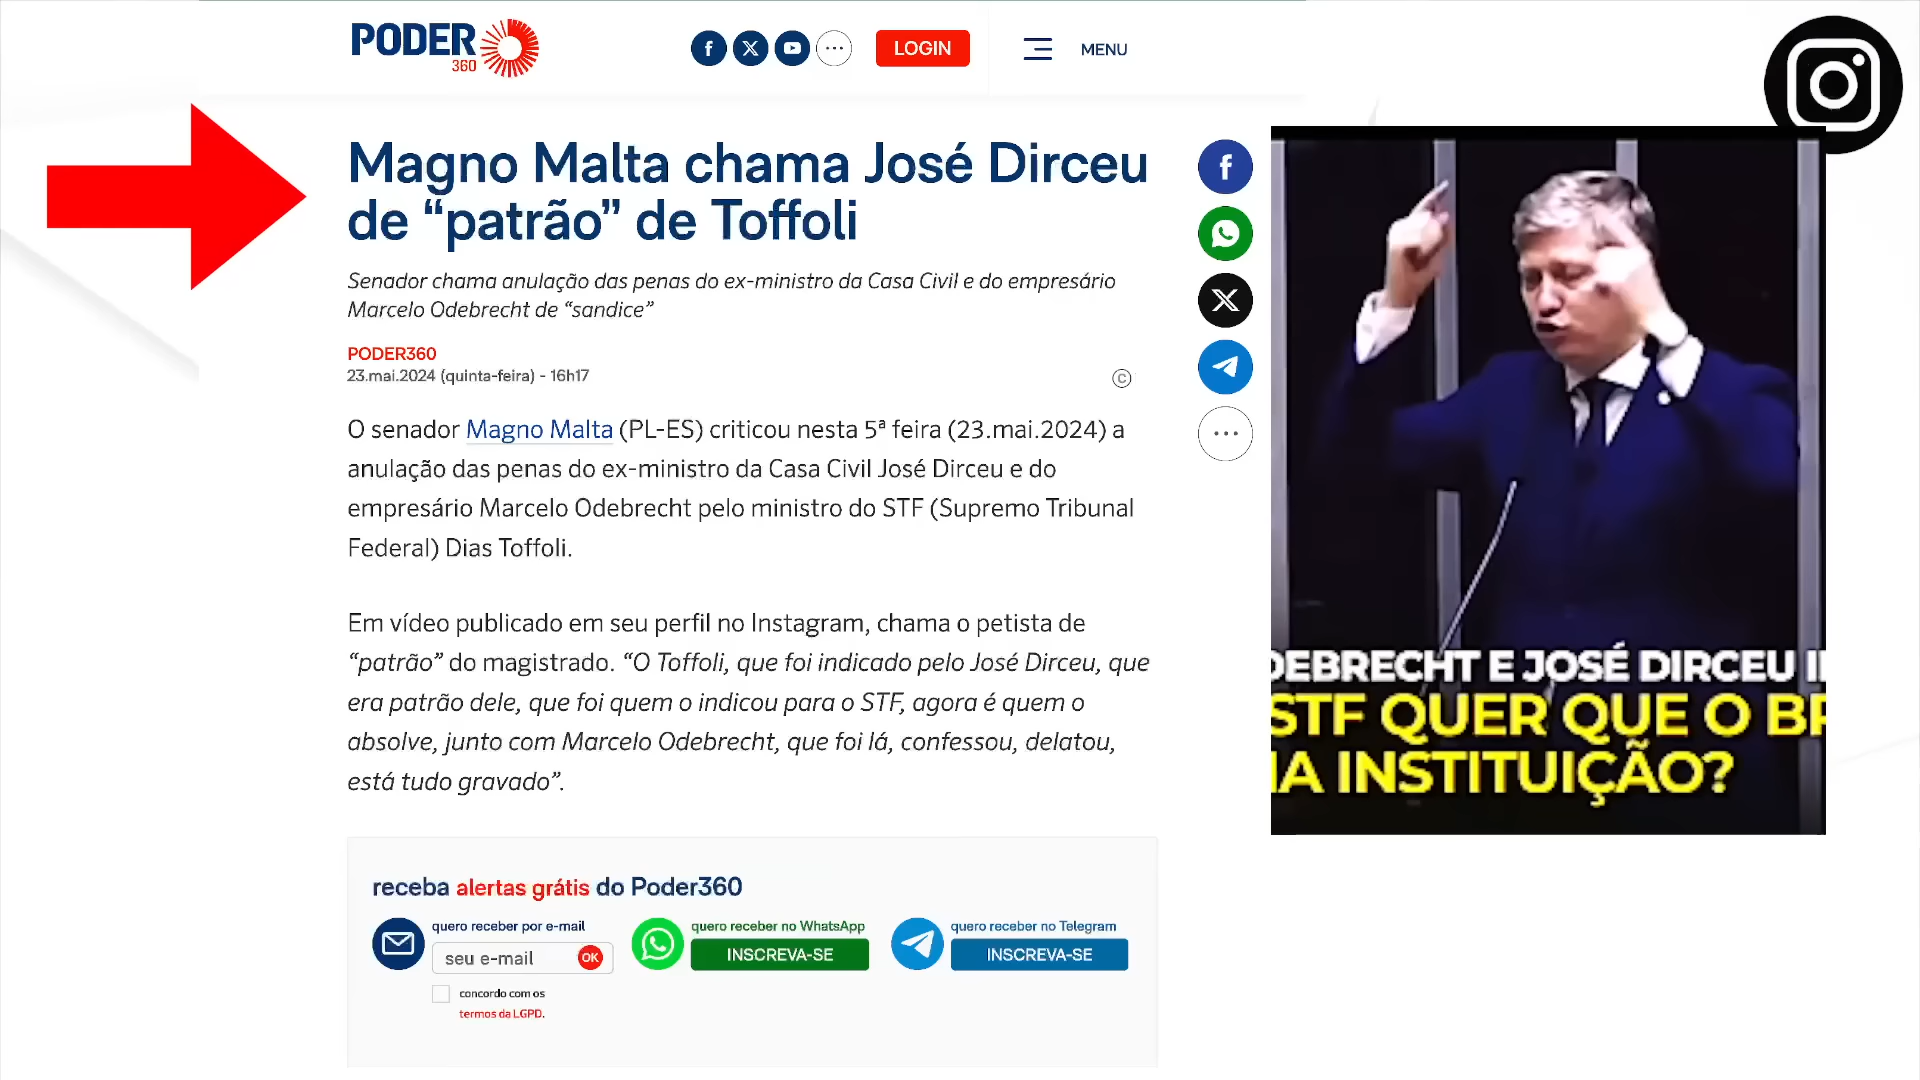 PODER
360
LOGIN
MENU
Magno Malta chama José Dirceu
de “patrão” de Toffoli
Senador chama anulação das penas do ex-ministro da Casa Civil e do empresário
Marcelo Odebrecht de “sandice”
PODER360
23.mai.2024 (quinta-feira) - 16h17
O senador Magno Malta (PL-ES) criticou nesta 5ª feira (23.mai.2024) a
anulação das penas do ex-ministro da Casa Civil José Dirceu e do
empresário Marcelo Odebrecht pelo ministro do STF (Supremo Tribunal
Federal) Dias Toffoli.
Em vídeo publicado em seu perfil no Instagram, chama o petista de
“patrão” do magistrado. “O Toffoli, que foi indicado pelo José Dirceu, que
era patrão dele, que foi quem o indicou para o STF, agora é quem o
absolve, junto com Marcelo Odebrecht, que foi lá, confessou, delatou,
está tudo gravado”.
DEBRECHT E JOSÉ DIRCEU
STF QUER QUE O
INSTITUIÇÃO?
receba alertas grátis do Poder360
quero receber por e-mail
seu e-mail OK
concordo com os
termos da LGPD.
quero receber no WhatsApp
INSCREVA-SE
quero receber no Telegram
INSCREVA-SE